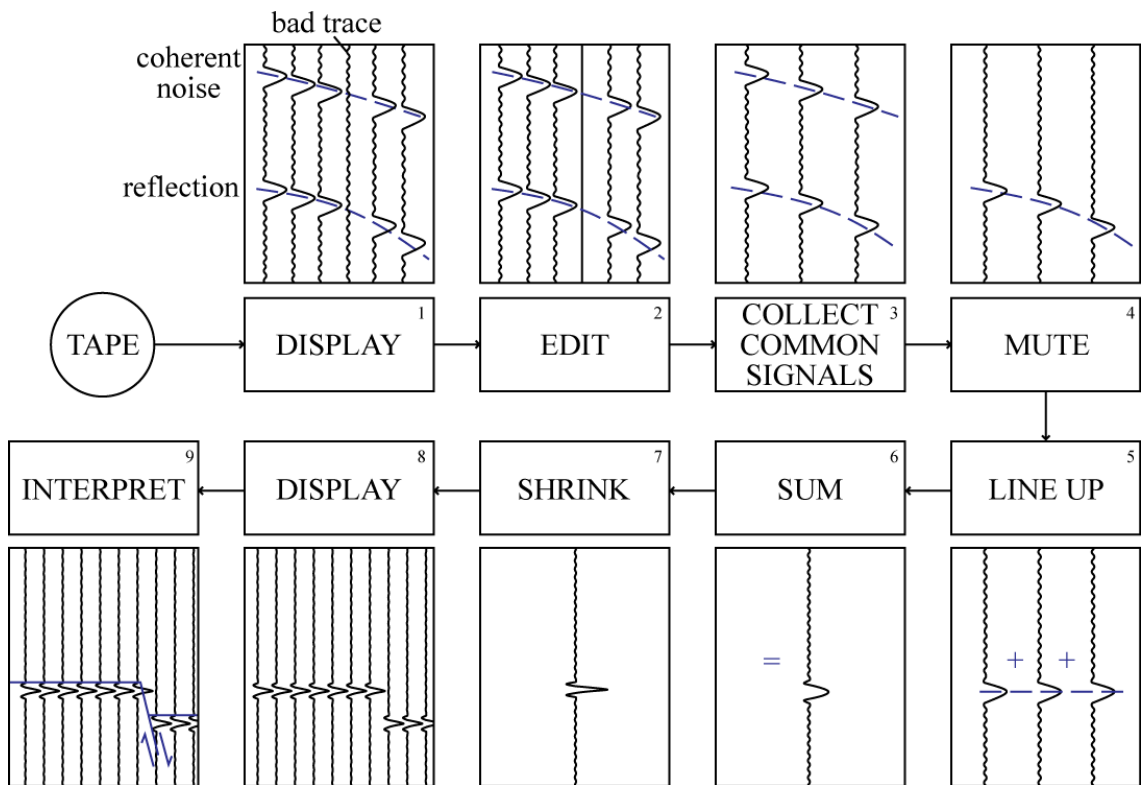 bad trace
coherent
noise
reflection
TAPE
1
DISPLAY
2
EDIT
3
COLLECT
COMMON
SIGNALS
4
MUTE
9
INTERPRET
8
DISPLAY
7
SHRINK
6
SUM
5
LINE UP
=
+ +